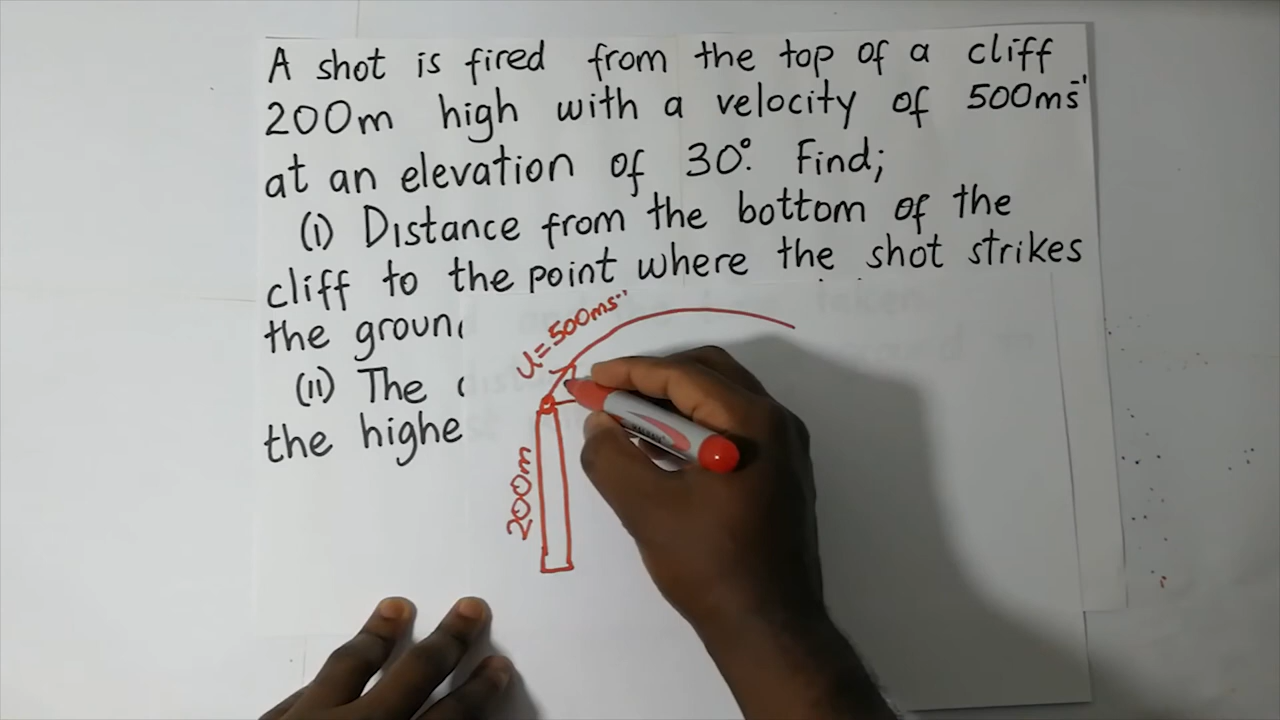 A shot is fired from the top of a cliff
200m high with a velocity of 500ms⁻¹
at an elevation of 30°. Find;
(i) Distance from the bottom of the
cliff to the point where the shot strikes
the groun
(ii) The
the highe
u=500ms⁻¹
200m